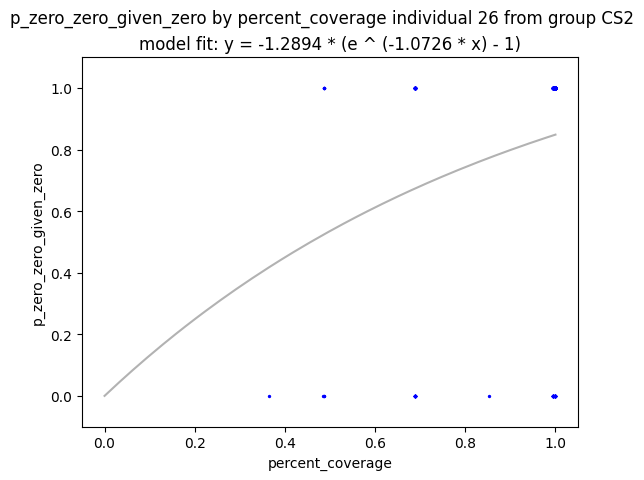 p_zero_zero_given_zero by percent_coverage individual 26 from group CS2
model fit: y = -1.2894 * (e ^ (-1.0726 * x) - 1)
p_zero_zero_given_zero
1.0
0.8
0.6
0.4
0.2
0.0
0.0 0.2 0.4 0.6 0.8 1.0
percent_coverage